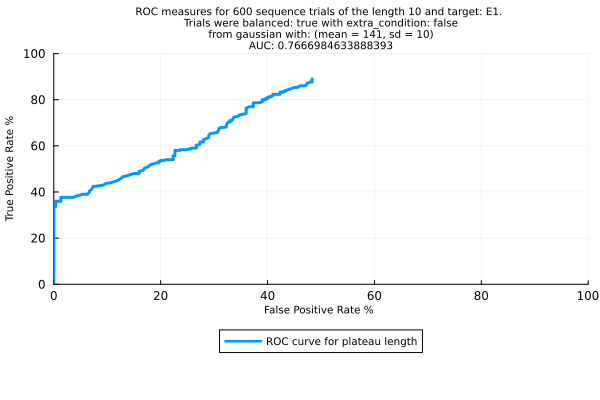 ROC measures for 600 sequence trials of the length 10 and target: E1.
Trials were balanced: true with extra_condition: false
from gaussian with: (mean = 141, sd = 10)
AUC: 0.7666984633888393
100
80
60
40
20
0
True Positive Rate %
0 20 40 60 80 100
False Positive Rate %
ROC curve for plateau length